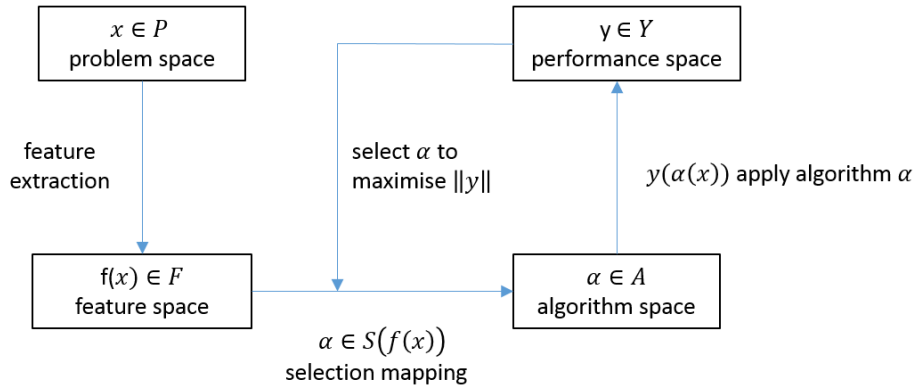 x ∈ P
problem space
y ∈ Y
performance space
feature
extraction
select α to
maximise ‖y‖
y(α(x)) apply algorithm α
f(x) ∈ F
feature space
α ∈ A
algorithm space
α ∈ S(f(x))
selection mapping